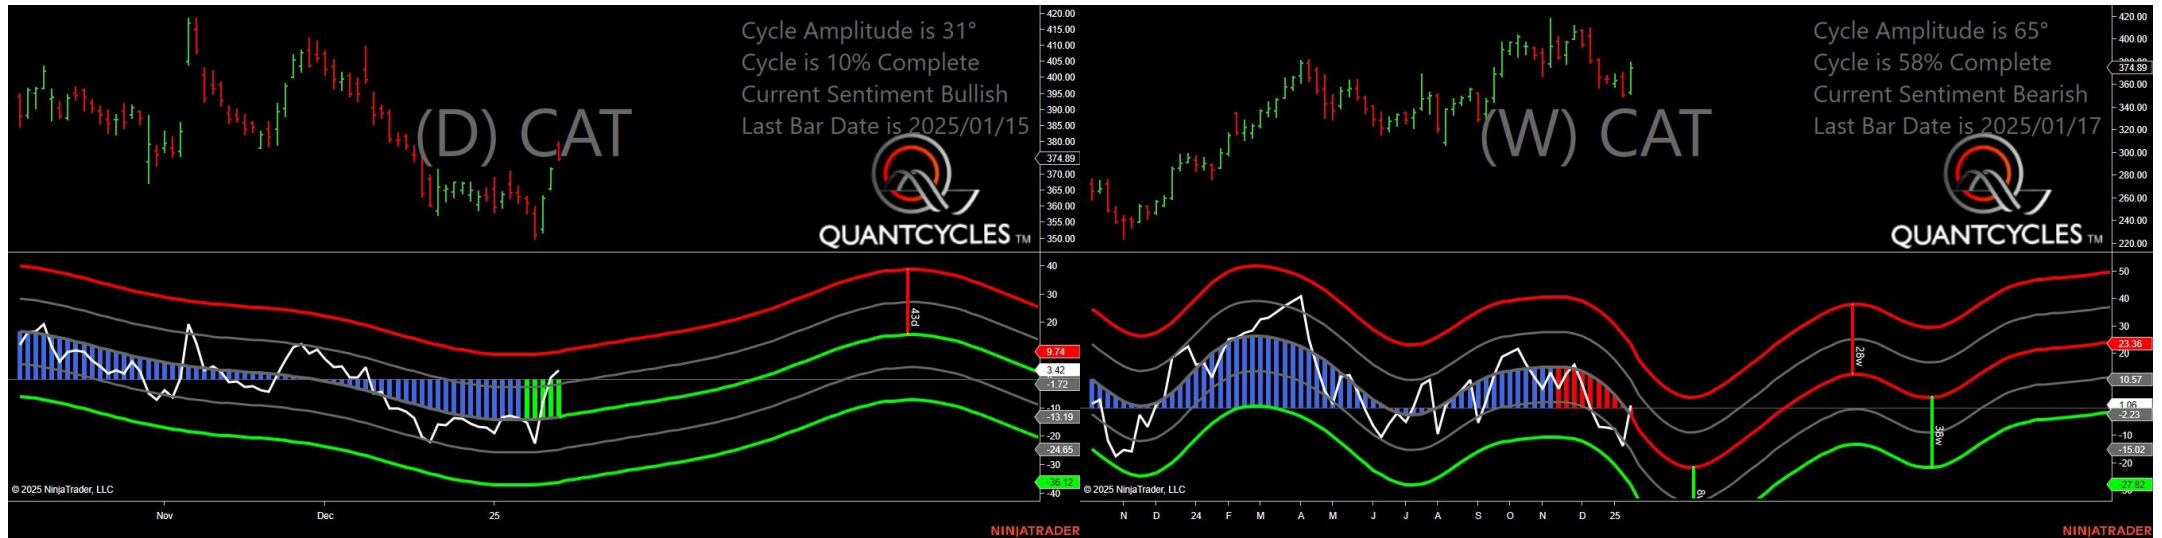 Cycle Amplitude is 31°
Cycle is 10% Complete
Current Sentiment Bullish
Last Bar Date is 2025/01/15
(D) CAT
QUANTCYCLES TM
420.00
415.00
410.00
405.00
400.00
395.00
390.00
385.00
380.00
374.89
370.00
365.00
360.00
355.00
350.00
40
30
20
9.74
3.42
-1.72
-10
-13.19
-20
-24.65
-30
-36.12
-40
43d
© 2025 NinjaTrader, LLC
Nov
Dec
25
NINJATRADER
Cycle Amplitude is 65°
Cycle is 58% Complete
Current Sentiment Bearish
Last Bar Date is 2025/01/17
(W) CAT
QUANTCYCLES TM
420.00
400.00
374.89
360.00
340.00
320.00
300.00
280.00
260.00
240.00
220.00
50
40
30
23.36
20
10.57
1.06
-2.23
-10
-15.02
-20
-27.82
28w
38w
© 2025 NinjaTrader, LLC
N D 24 F M A M J J A S O N D 25
NINJATRADER